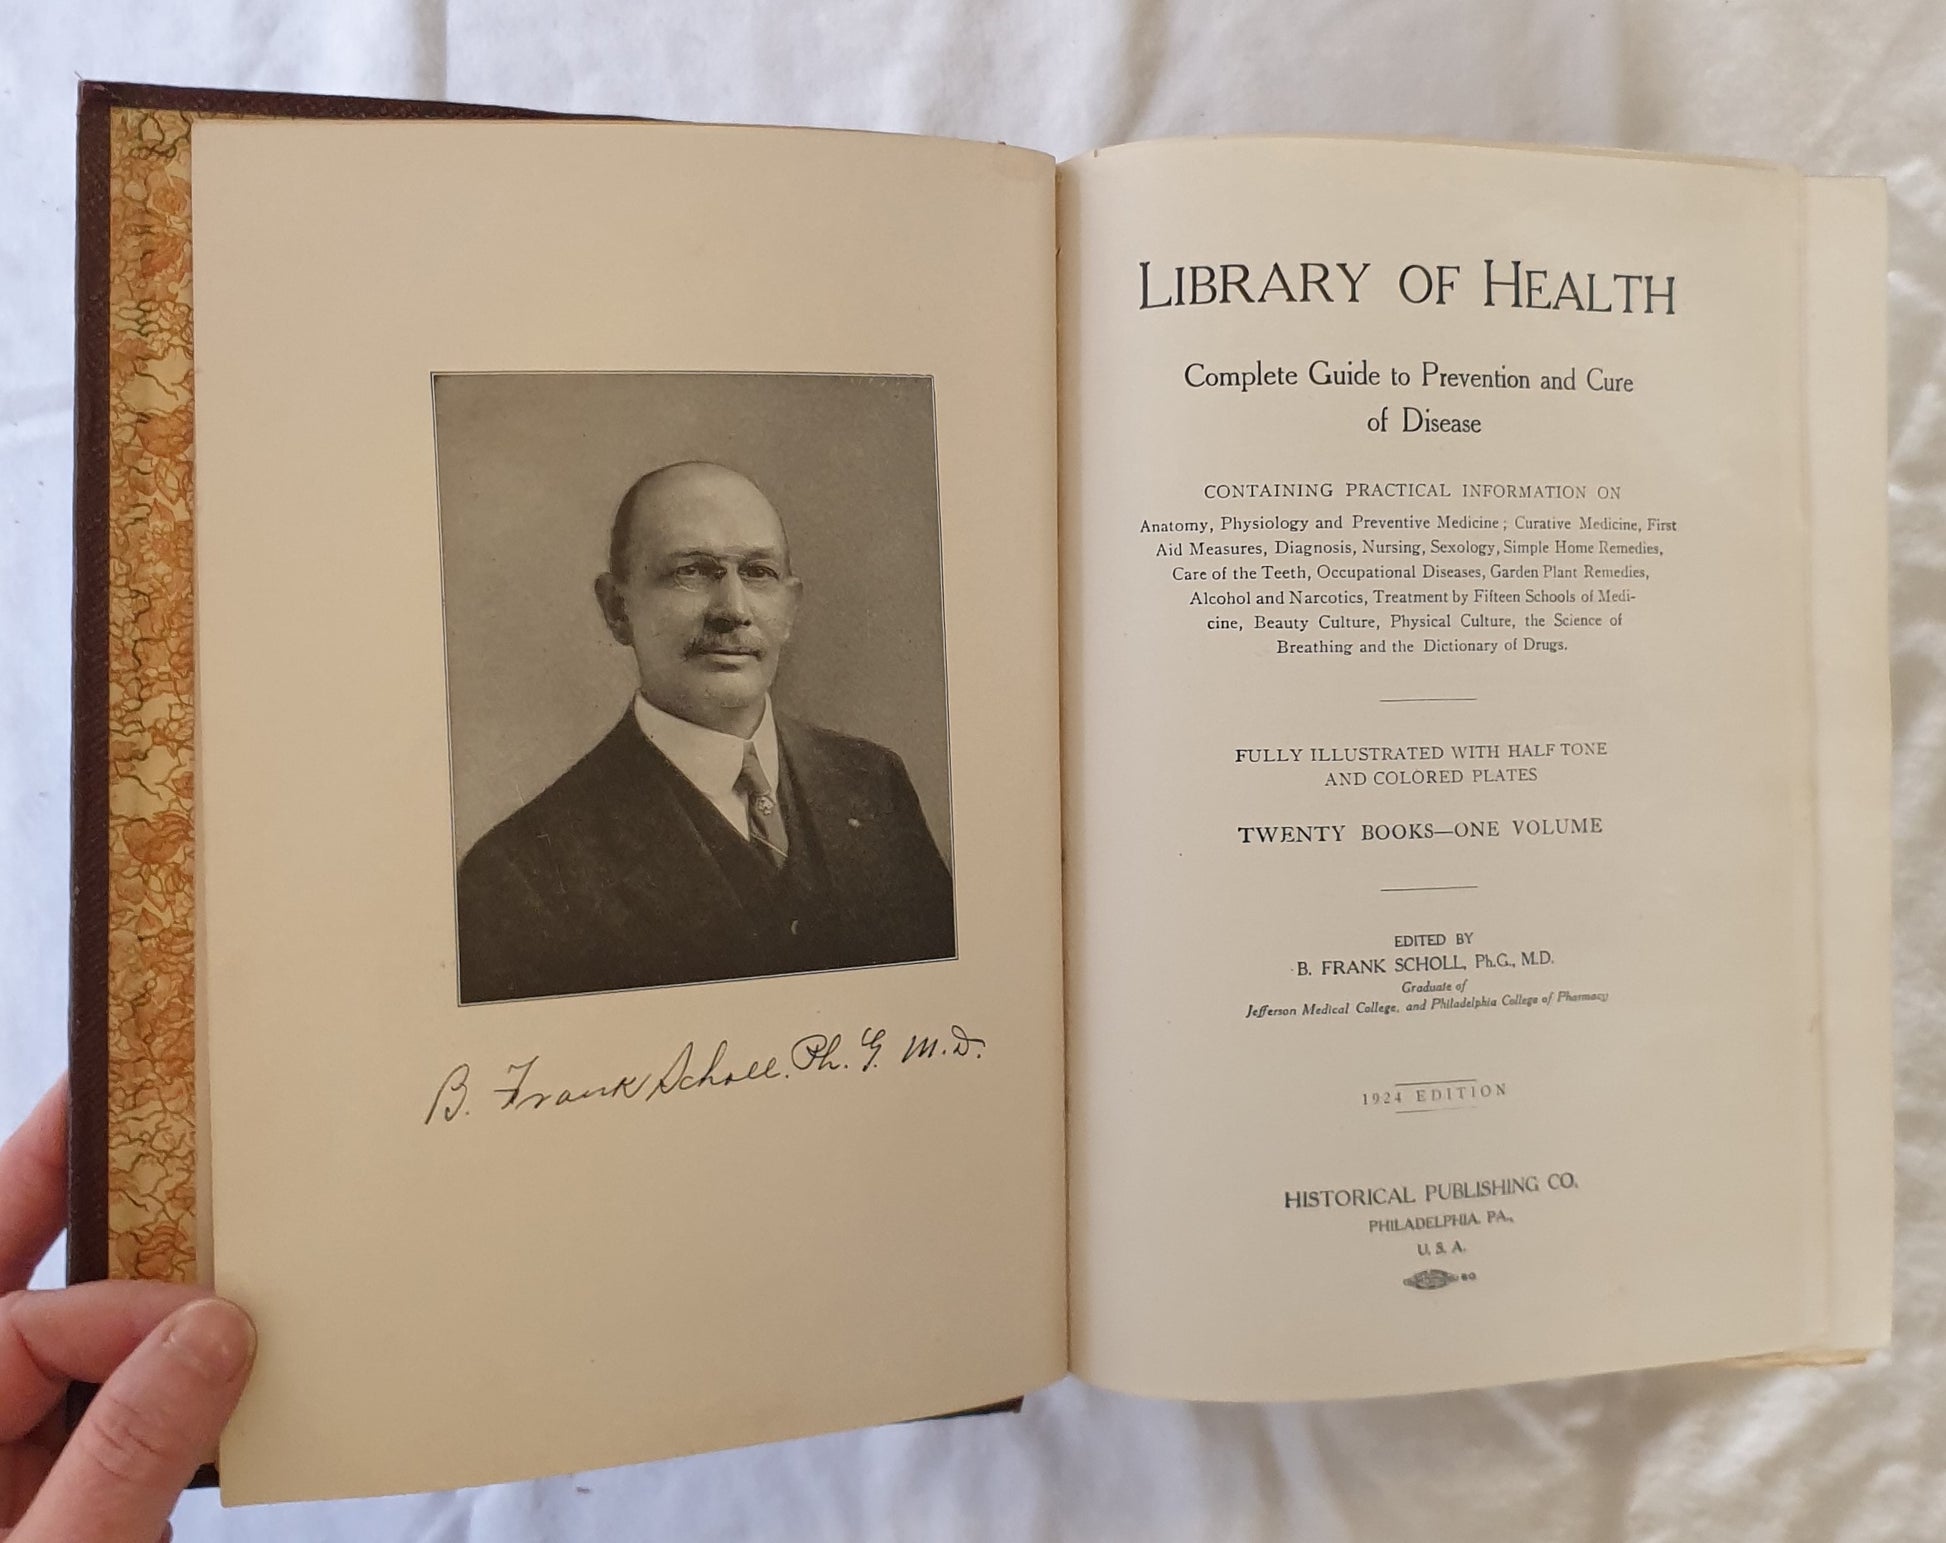 B. Frank Scholl. Ph. G. M.D.
LIBRARY OF HEALTH
Complete Guide to Prevention and Cure
of Disease
CONTAINING PRACTICAL INFORMATION ON
Anatomy, Physiology and Preventive Medicine; Curative Medicine, First
Aid Measures, Diagnosis, Nursing, Sexology, Simple Home Remedies,
Care of the Teeth, Occupational Diseases, Garden Plant Remedies,
Alcohol and Narcotics, Treatment by Fifteen Schools of Medi-
cine, Beauty Culture, Physical Culture, the Science of
Breathing and the Dictionary of Drugs.
FULLY ILLUSTRATED WITH HALF TONE
AND COLORED PLATES
TWENTY BOOKS—ONE VOLUME
EDITED BY
B. FRANK SCHOLL, Ph.G., M.D.
Graduate of
Jefferson Medical College, and Philadelphia College of Pharmacy
1924 EDITION
HISTORICAL PUBLISHING CO.
PHILADELPHIA, PA.,
U. S. A.